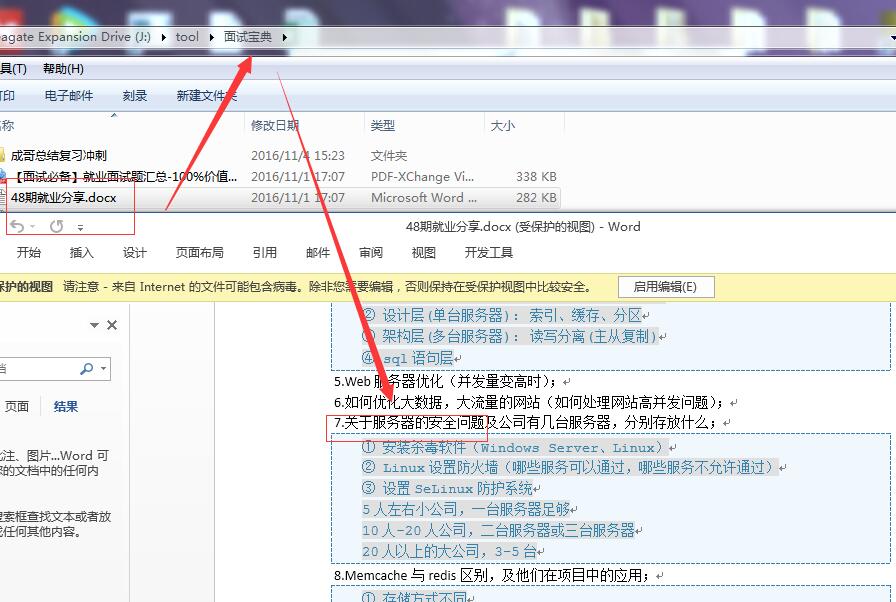 eagate Expansion Drive (J:) ▸ tool ▸ 面试宝典 ▸
具(T) 帮助(H)
打印 电子邮件 刻录 新建文件夹
名称 修改日期 类型 大小
成哥总结复习冲刺 2016/11/4 15:23 文件夹
【面试必备】就业面试题汇总-100%价值... 2016/11/1 17:07 PDF-XChange Vi... 338 KB
48期就业分享.docx 2016/11/1 17:07 Microsoft Word ... 282 KB
48期就业分享.docx (受保护的视图) - Word
开始 插入 设计 页面布局 引用 邮件 审阅 视图 开发工具
保护的视图 请注意 - 来自 Internet 的文件可能包含病毒。除非您需要编辑，否则保持在受保护视图中比较安全。 启用编辑(E)
② 设计层(单台服务器): 索引、缓存、分区
③ 架构层(多台服务器): 读写分离(主从复制)
④ sql 语句层
5.Web 服务器优化（并发量变高时）;
6.如何优化大数据，大流量的网站（如何处理网站高并发问题）;
7.关于服务器的安全问题及公司有几台服务器，分别存放什么;
① 安装杀毒软件（Windows Server、Linux）
② Linux 设置防火墙（哪些服务可以通过，哪些服务不允许通过）
③ 设置 SeLinux 防护系统
5 人左右小公司，一台服务器足够
10 人-20 人公司，二台服务器或三台服务器
20 人以上的大公司，3-5 台
8.Memcache 与 redis 区别，及他们在项目中的应用;
① 存储方式不同
页面 结果
注、图片...Word 可
您的文档中的任何内
搜索框查找文本或者放
找任何其他内容。